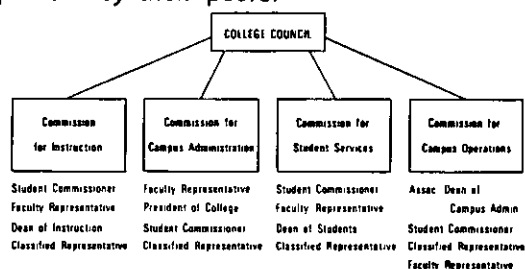 by their peers.
COLLEGE COUNCIL
Commission
for Instruction
Commission for
Campus Administration
Commission for
Student Services
Commission for
Campus Operations
Student Commissioner
Faculty Representative
Dean of Instruction
Classified Representative
Faculty Representative
President of College
Student Commissioner
Classified Representative
Student Commissioner
Faculty Representative
Dean of Students
Classified Representative
Assoc Dean of
Campus Admin
Student Commissioner
Classified Representative
Faculty Representative